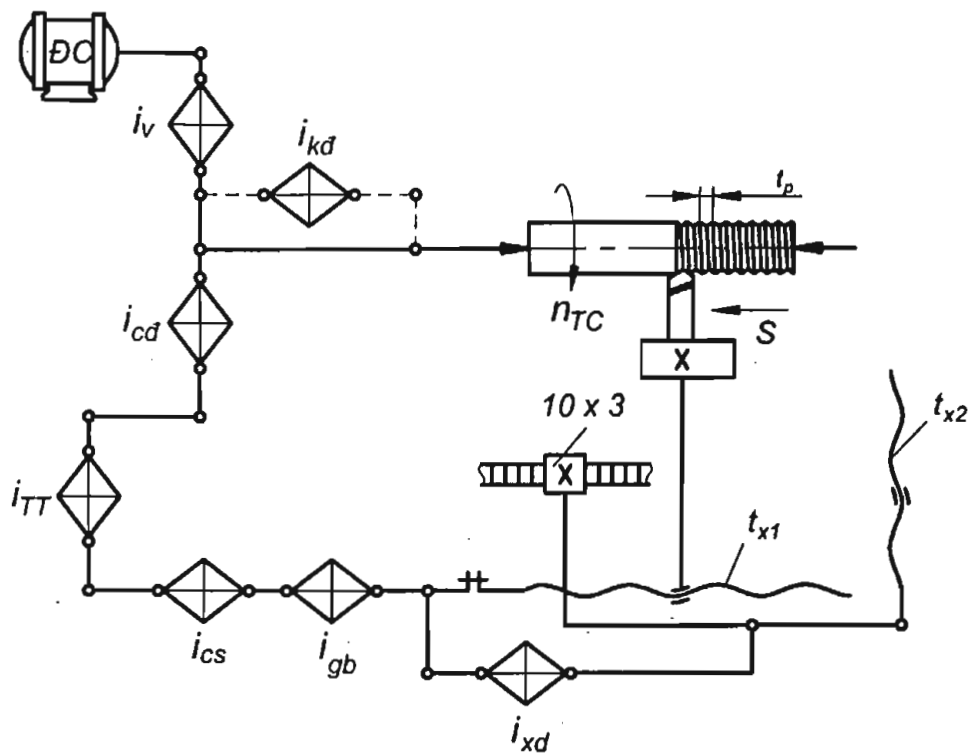 ĐC
i_v
i_kđ
t_p
n_TC
S
i_cđ
X
10 x 3
t_x2
X
i_TT
t_x1
i_cs
i_gb
i_xd